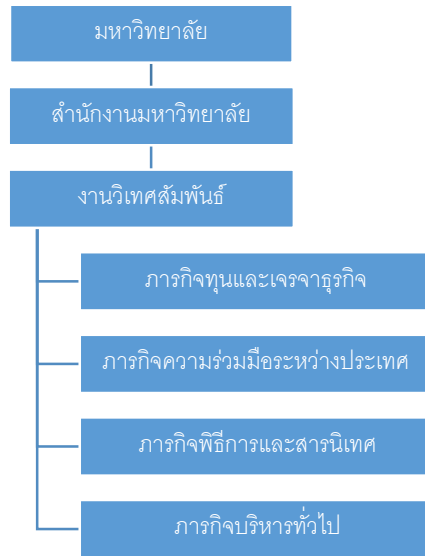 มหาวิทยาลัย
สำนักงานมหาวิทยาลัย
งานวิเทศสัมพันธ์
ภารกิจทุนและเจรจาธุรกิจ
ภารกิจความร่วมมือระหว่างประเทศ
ภารกิจพิธีการและสารนิเทศ
ภารกิจบริหารทั่วไป